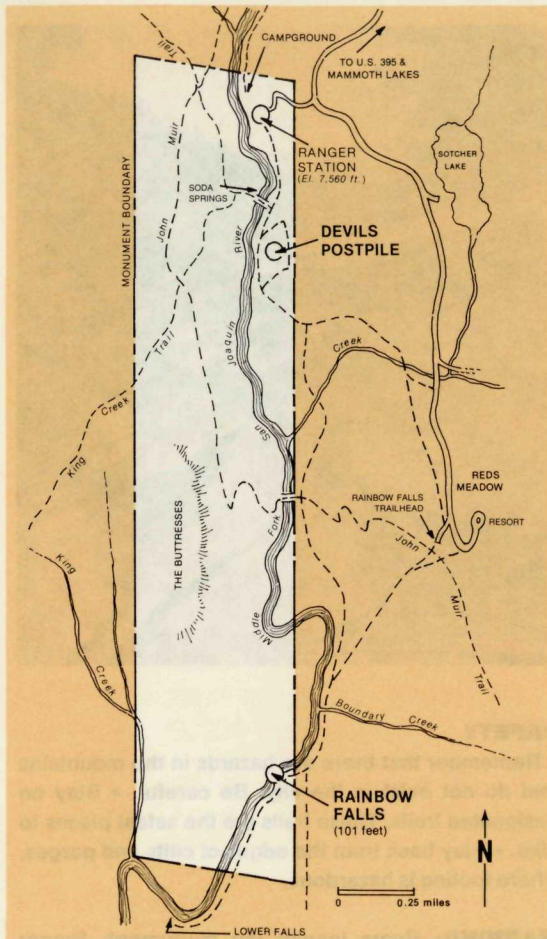 CAMPGROUND
TO U.S. 395 &
MAMMOTH LAKES
Trail
Muir
John
MONUMENT BOUNDARY
RANGER
STATION
(El. 7,560 ft.)
SOTCHER
LAKE
SODA
SPRINGS
DEVILS
POSTPILE
River
Joaquin
San
Fork
Middle
Creek
Trail
Creek
King
King
Creek
THE BUTTRESSES
REDS
MEADOW
RAINBOW FALLS
TRAILHEAD
RESORT
John
Muir
Trail
Boundary Creek
RAINBOW
FALLS
(101 feet)
LOWER FALLS
N
0 0.25 miles